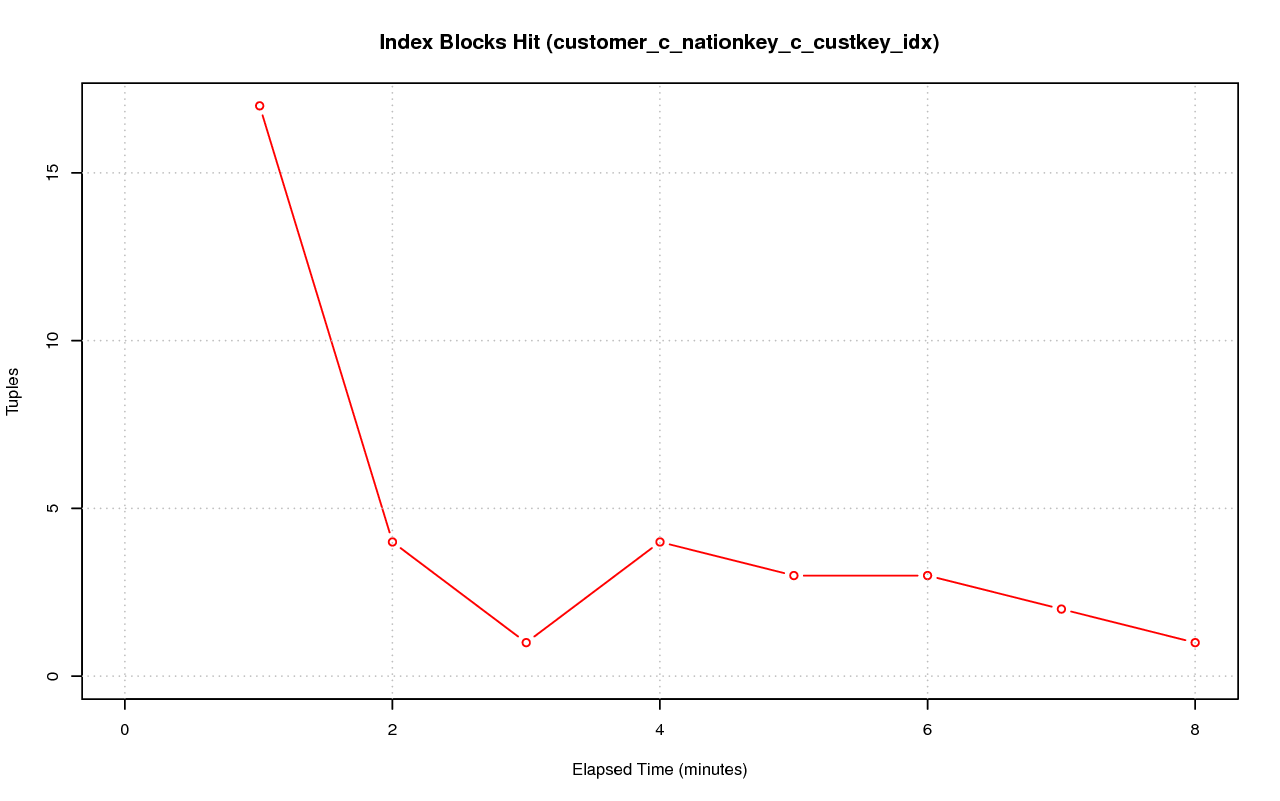 Index Blocks Hit (customer_c_nationkey_c_custkey_idx)
Tuples
15
10
5
0
0 2 4 6 8
Elapsed Time (minutes)